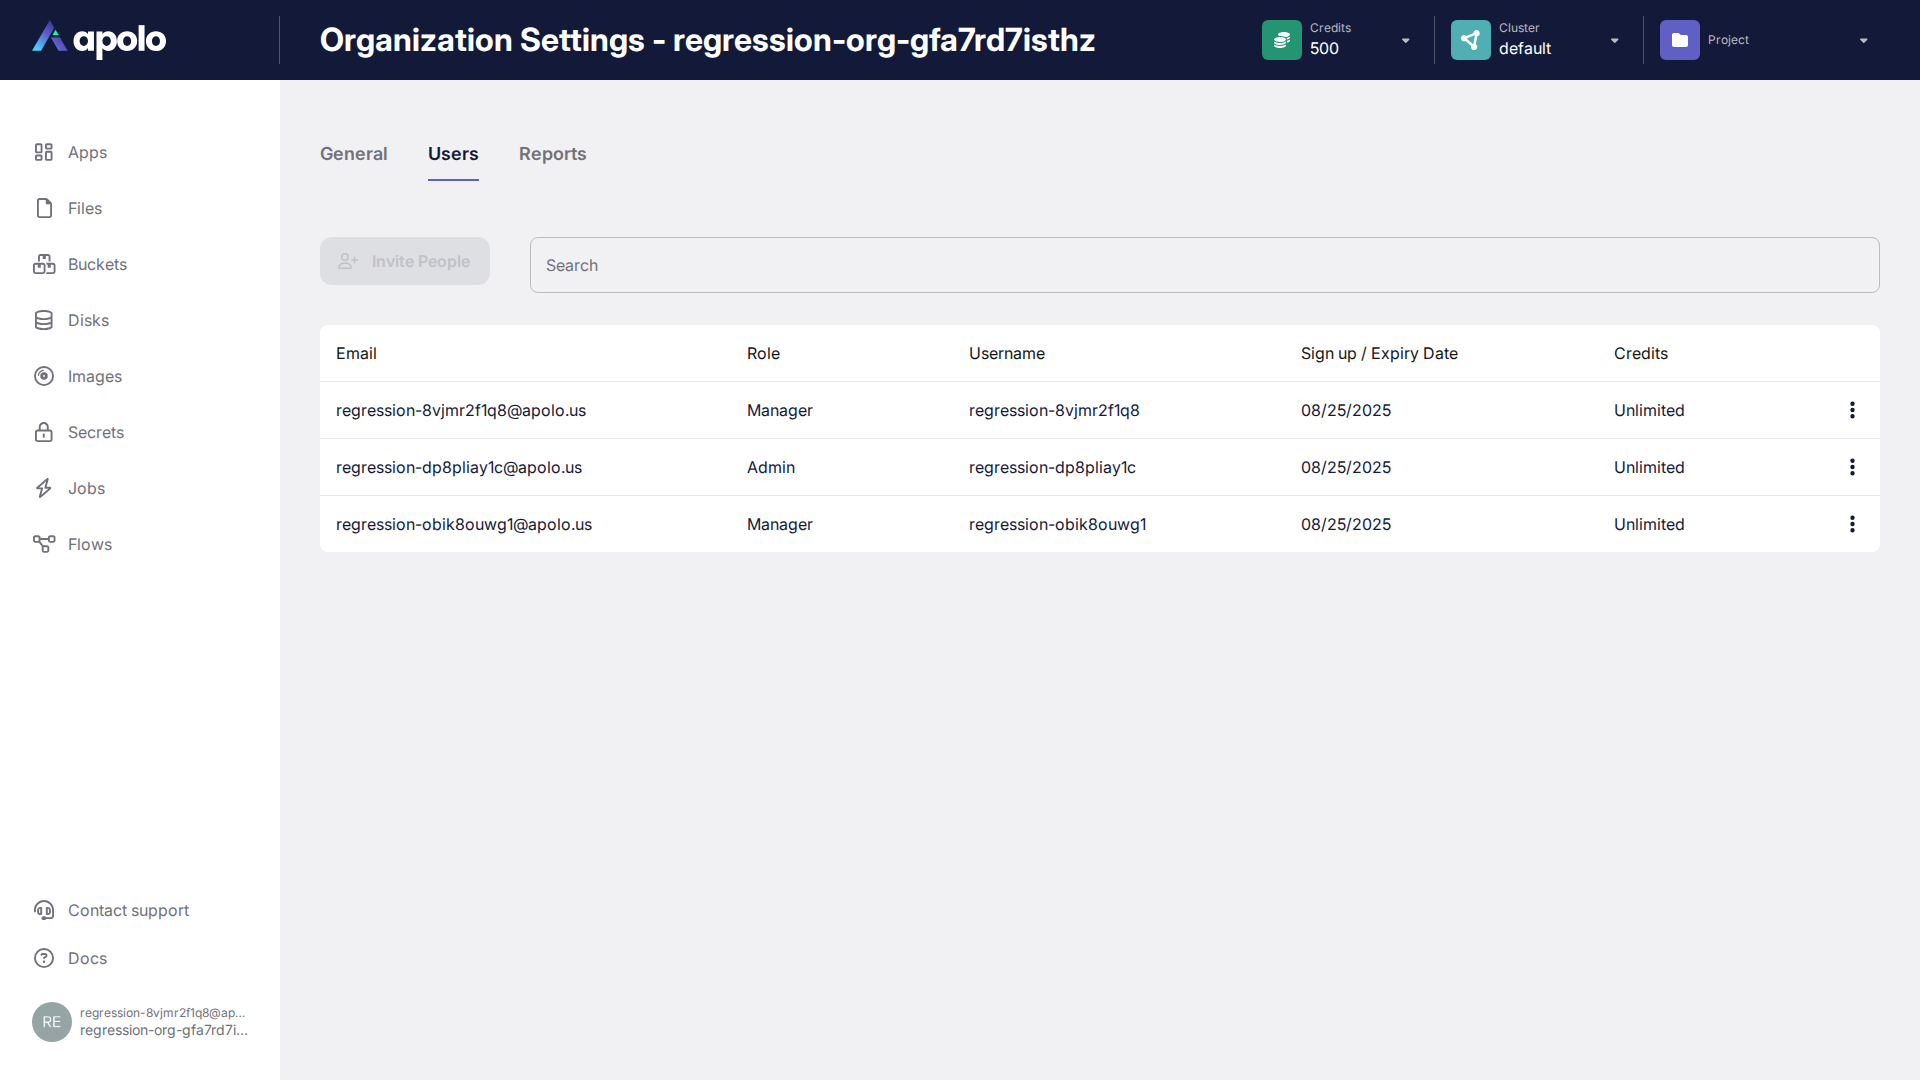 apolo
Organization Settings - regression-org-gfa7rd7isthz
Credits
500
Cluster
default
Project
Apps
Files
Buckets
Disks
Images
Secrets
Jobs
Flows
Contact support
Docs
RE
regression-8vjmr2f1q8@ap...
regression-org-gfa7rd7i...
General Users Reports
Invite People
Search
Email Role Username Sign up / Expiry Date Credits
regression-8vjmr2f1q8@apolo.us Manager regression-8vjmr2f1q8 08/25/2025 Unlimited
regression-dp8pliay1c@apolo.us Admin regression-dp8pliay1c 08/25/2025 Unlimited
regression-obik8ouwg1@apolo.us Manager regression-obik8ouwg1 08/25/2025 Unlimited